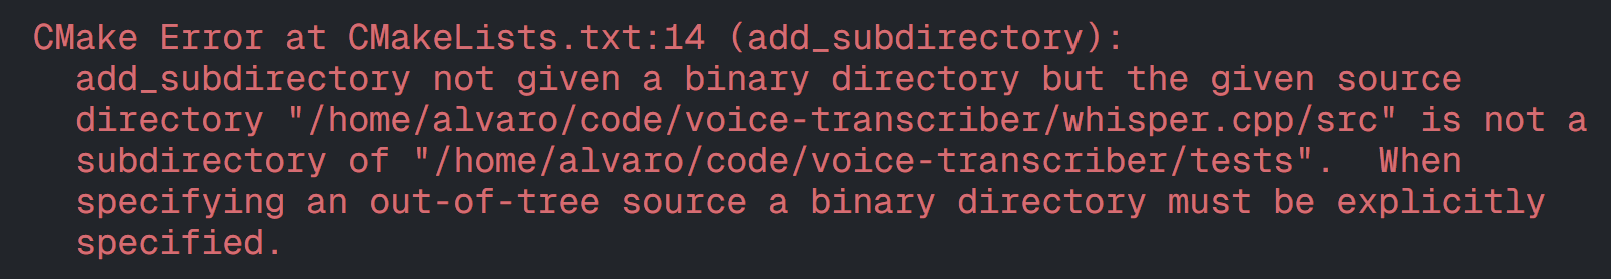 CMake Error at CMakeLists.txt:14 (add_subdirectory):
  add_subdirectory not given a binary directory but the given source
  directory "/home/alvaro/code/voice-transcriber/whisper.cpp/src" is not a
  subdirectory of "/home/alvaro/code/voice-transcriber/tests".  When
  specifying an out-of-tree source a binary directory must be explicitly
  specified.